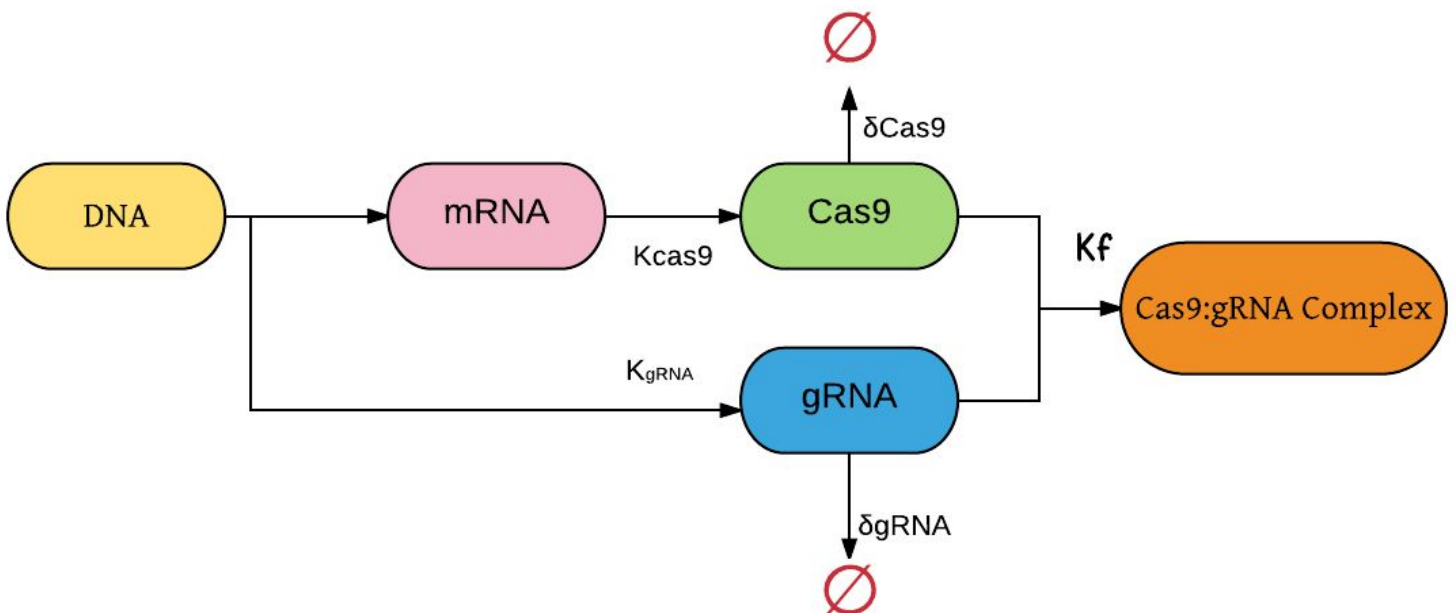 ∅
δCas9
DNA
mRNA
Kcas9
Cas9
Kf
Cas9:gRNA Complex
KgRNA
gRNA
δgRNA
∅